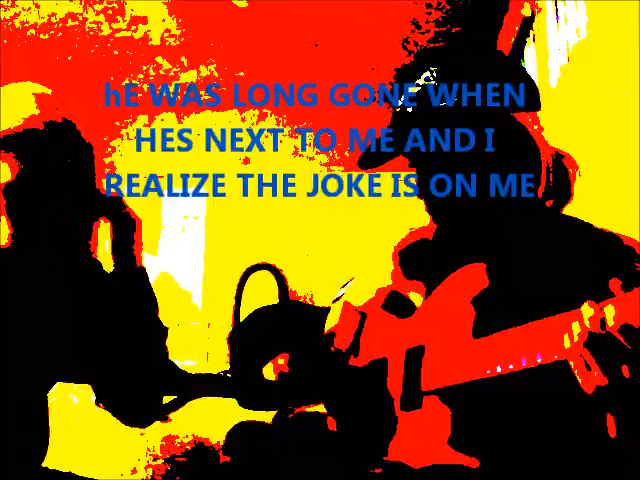 hE WAS LONG GONE WHEN
HES NEXT TO ME AND I
REALIZE THE JOKE IS ON ME